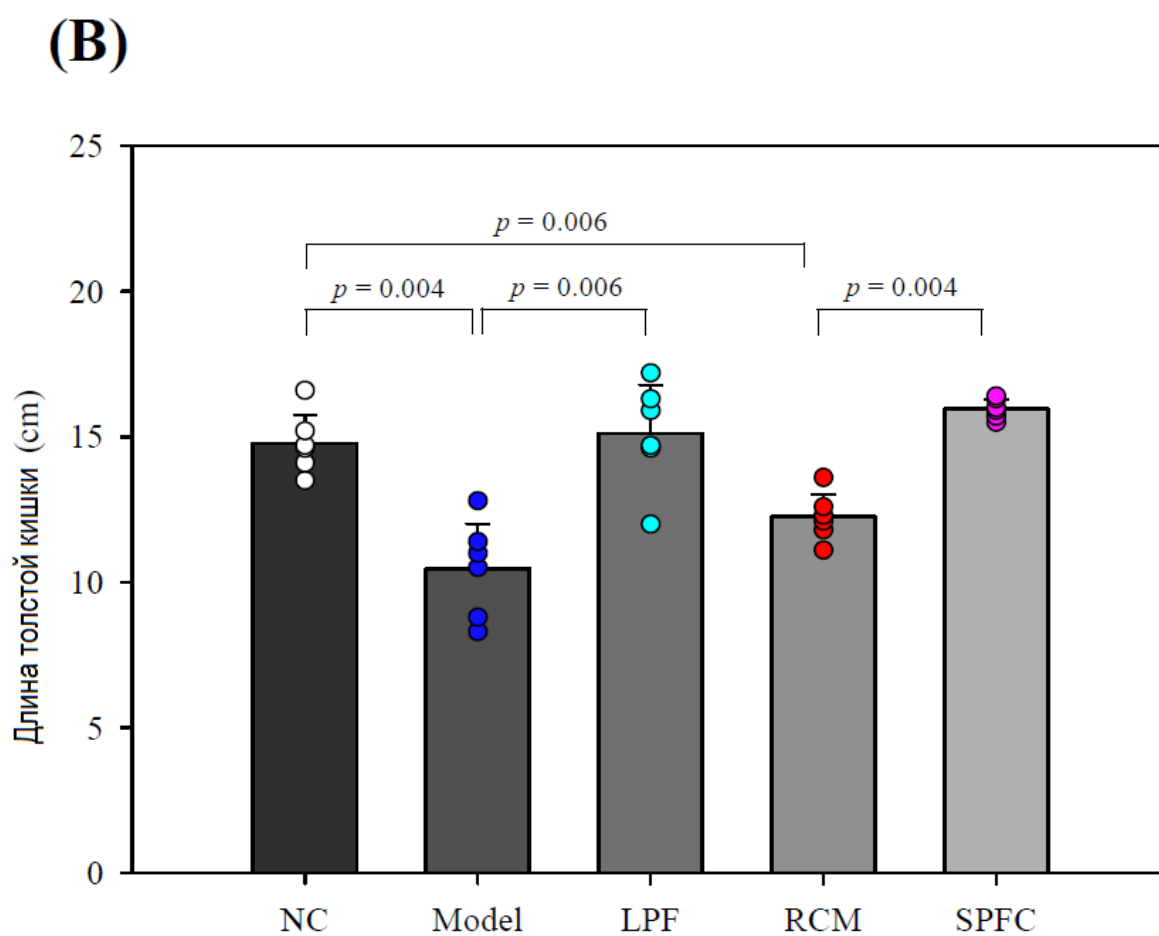 (B)
25
20
15
10
5
0
Длина толстой кишки (cm)
p = 0.006
p = 0.004
p = 0.006
p = 0.004
NC
Model
LPF
RCM
SPFC